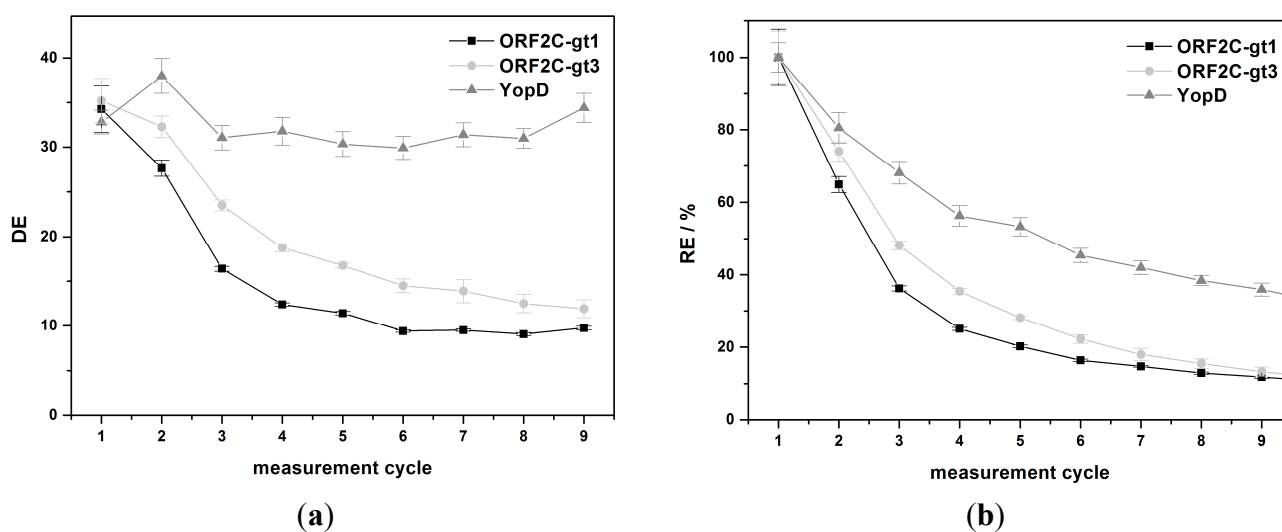 40
30
20
10
0
DE
1 2 3 4 5 6 7 8 9
measurement cycle
ORF2C-gt1
ORF2C-gt3
YopD
(a)
100
80
60
40
20
0
RE / %
1 2 3 4 5 6 7 8 9
measurement cycle
ORF2C-gt1
ORF2C-gt3
YopD
(b)